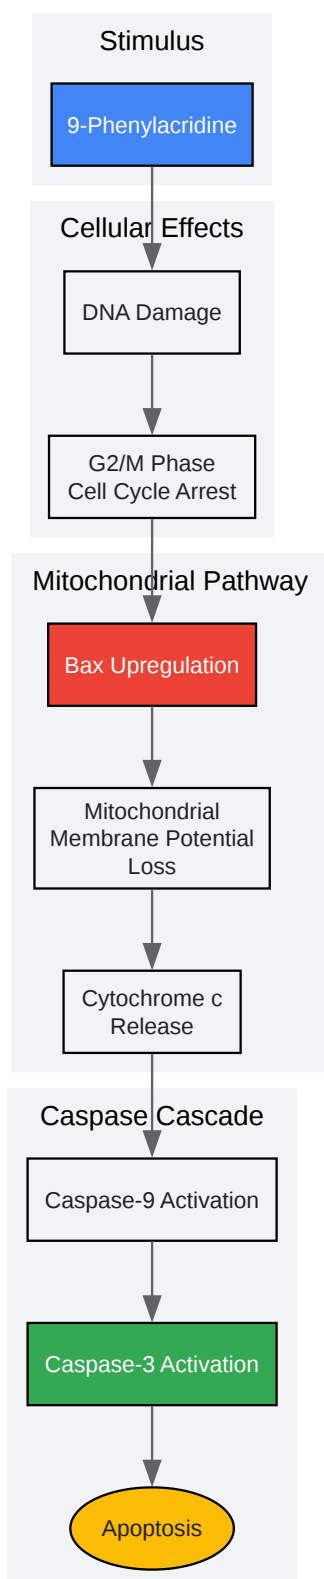 Stimulus
9-Phenylacridine
Cellular Effects
DNA Damage
G2/M Phase
Cell Cycle Arrest
Mitochondrial Pathway
Bax Upregulation
Mitochondrial
Membrane Potential
Loss
Cytochrome c
Release
Caspase Cascade
Caspase-9 Activation
Caspase-3 Activation
Apoptosis